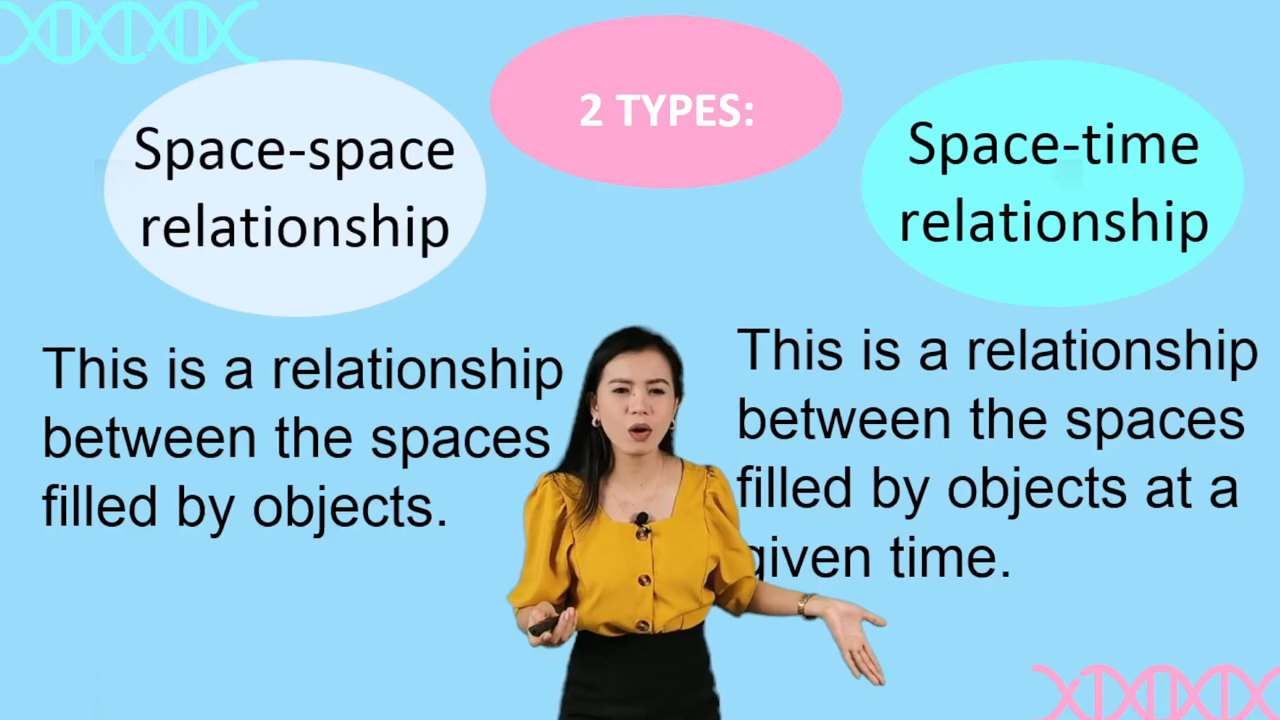 2 TYPES:
Space-space
relationship
This is a relationship
between the spaces
filled by objects.
Space-time
relationship
This is a relationship
between the spaces
filled by objects at a
given time.